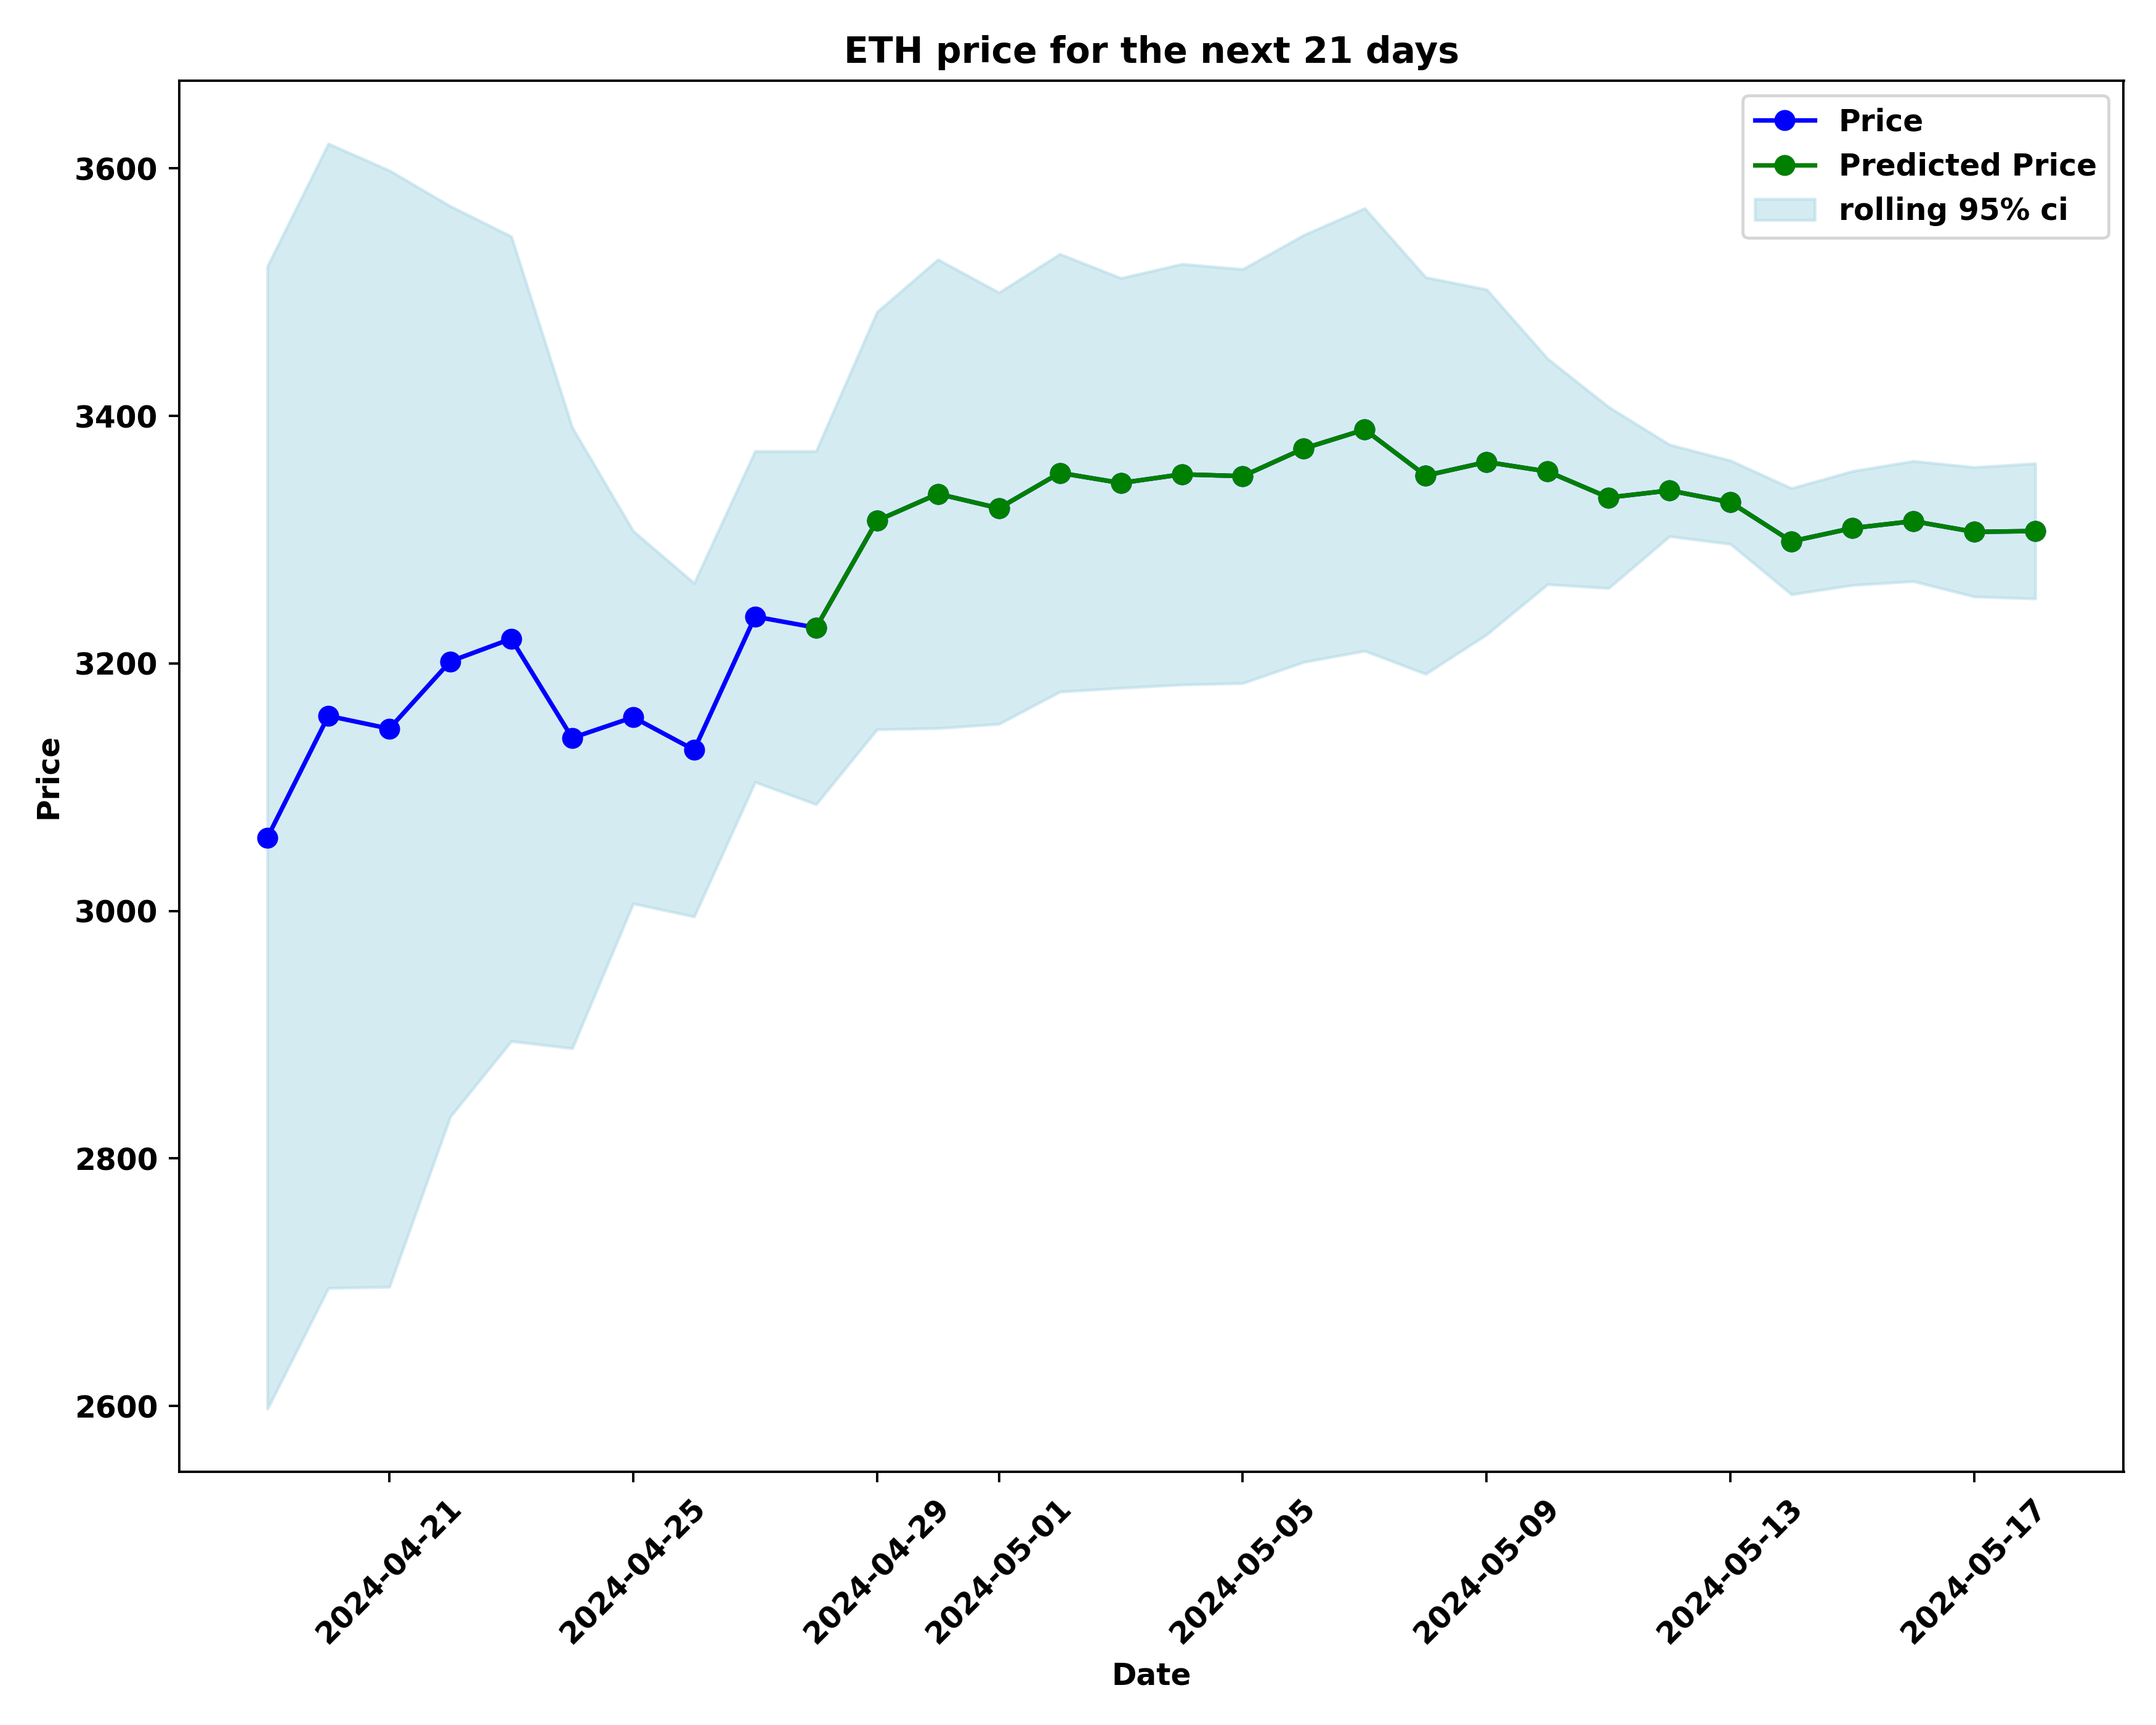 ETH price for the next 21 days
Price
Predicted Price
rolling 95% ci
3600
3400
3200
3000
2800
2600
Price
2024-04-21
2024-04-25
2024-04-29
2024-05-01
2024-05-05
2024-05-09
2024-05-13
2024-05-17
Date